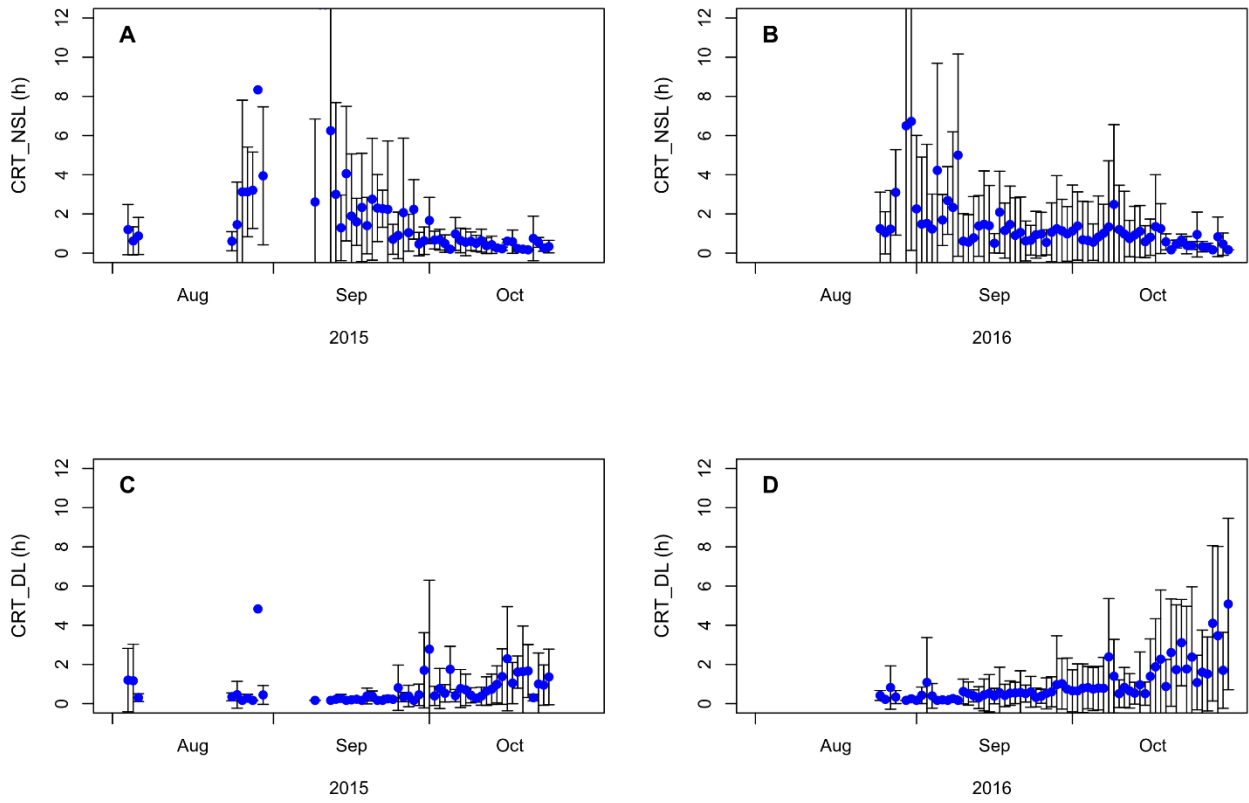 A
CRT_NSL (h)
0 2 4 6 8 10 12
Aug Sep Oct
2015
B
CRT_NSL (h)
0 2 4 6 8 10 12
Aug Sep Oct
2016
C
CRT_DL (h)
0 2 4 6 8 10 12
Aug Sep Oct
2015
D
CRT_DL (h)
0 2 4 6 8 10 12
Aug Sep Oct
2016